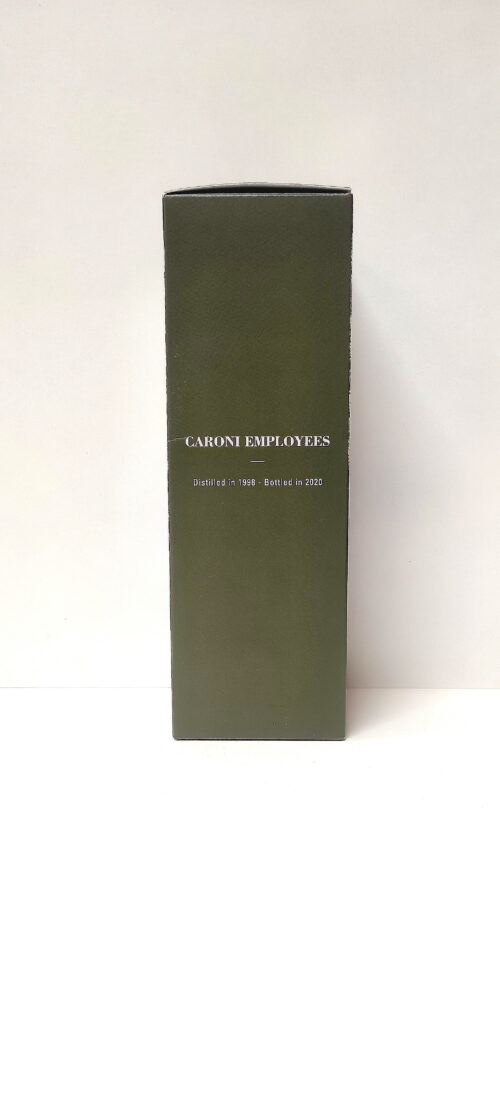 CARONI EMPLOYEES
Distilled in 1998 - Bottled in 2020